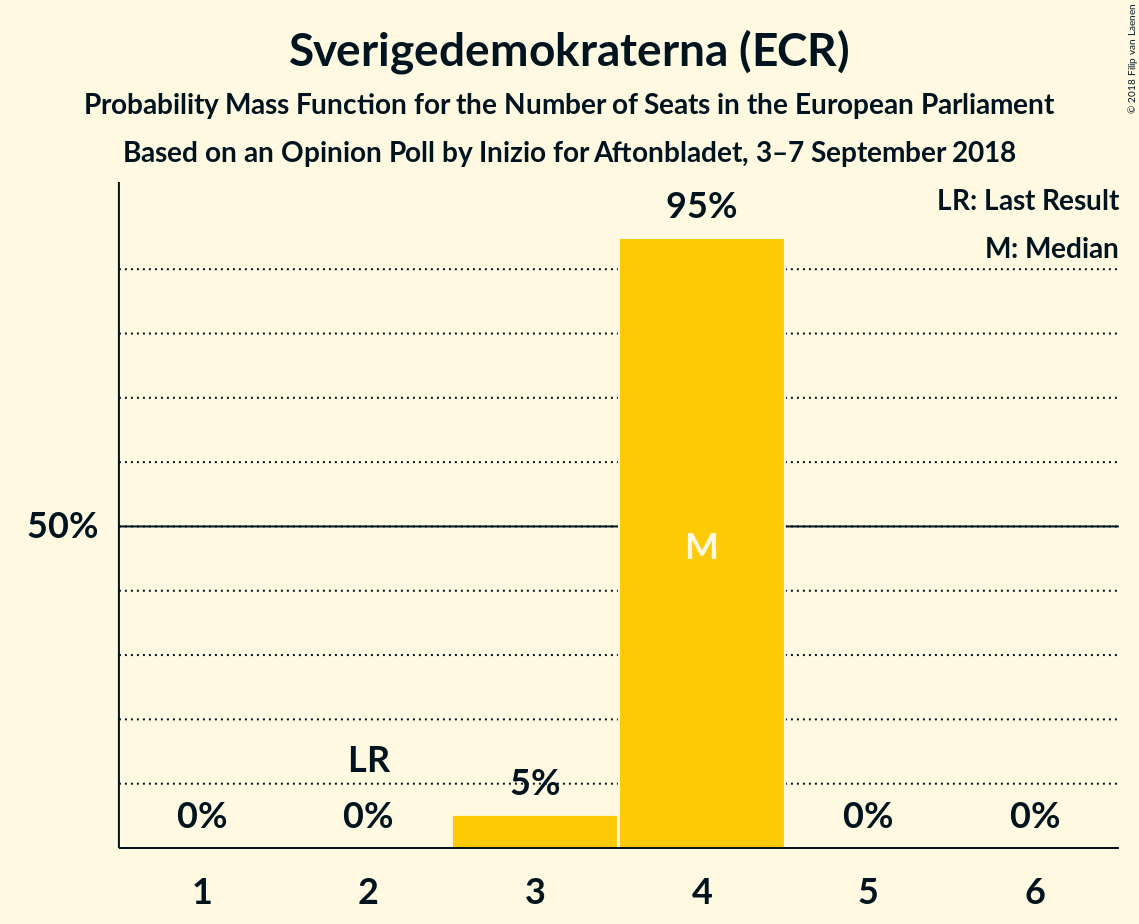 Sverigedemokraterna (ECR)
Probability Mass Function for the Number of Seats in the European Parliament
Based on an Opinion Poll by Inizio for Aftonbladet, 3–7 September 2018
© 2018 Filip van Laenen
LR: Last Result
M: Median
95%
50%
M
LR
5%
0%
0%
0%
0%
1
2
3
4
5
6